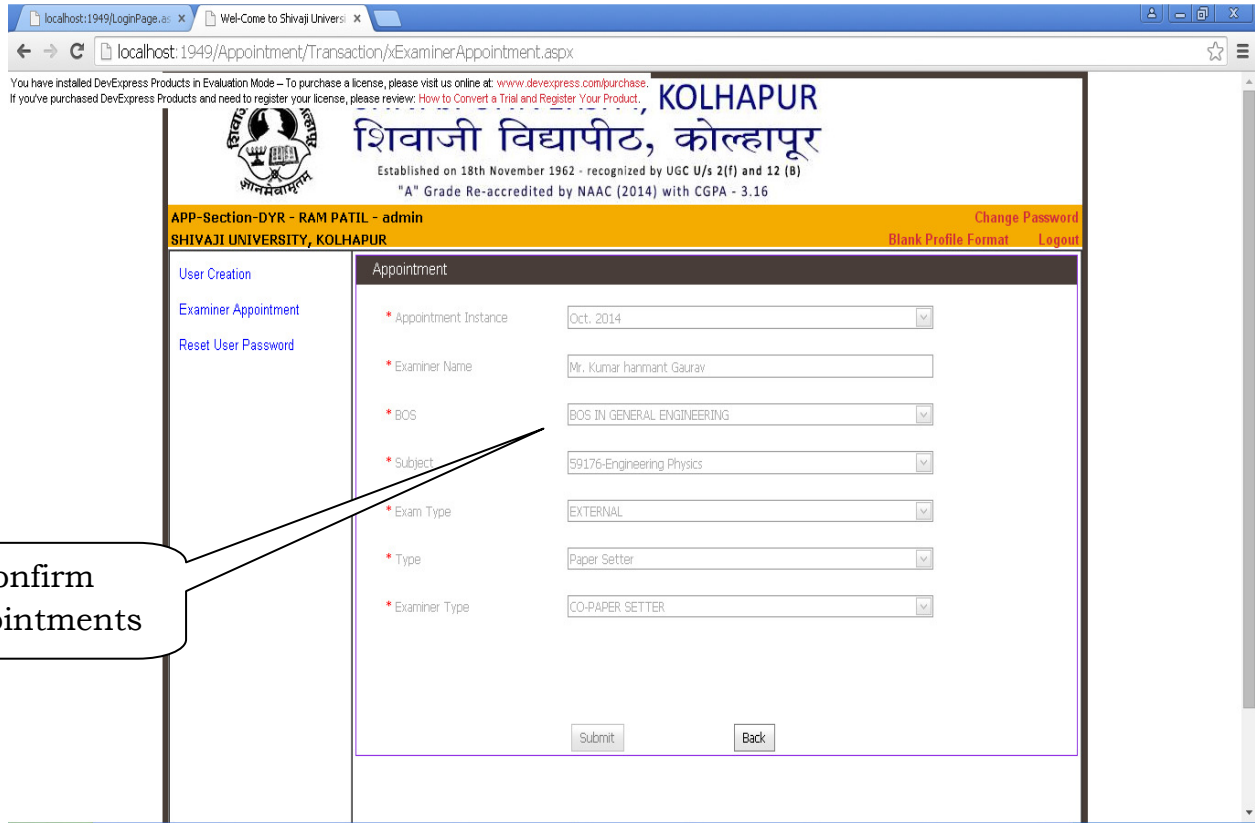 localhost:1949/LoginPage.as
Wel-Come to Shivaji Universi
localhost:1949/Appointment/Transaction/xExaminerAppointment.aspx
You have installed DevExpress Products in Evaluation Mode – To purchase a license, please visit us online at: www.devexpress.com/purchase.
If you've purchased DevExpress Products and need to register your license, please review: How to Convert a Trial and Register Your Product.
KOLHAPUR
शिवाजी विद्यापीठ, कोल्हापूर
Established on 18th November 1962 - recognized by UGC U/s 2(f) and 12 (B)
"A" Grade Re-accredited by NAAC (2014) with CGPA - 3.16
APP-Section-DYR - RAM PATIL - admin
Change Password
SHIVAJI UNIVERSITY, KOLHAPUR
Blank Profile Format Logout
User Creation
Examiner Appointment
Reset User Password
Appointment
* Appointment Instance Oct. 2014
* Examiner Name Mr. Kumar hanmant Gaurav
* BOS BOS IN GENERAL ENGINEERING
* Subject 59176-Engineering Physics
* Exam Type EXTERNAL
* Type Paper Setter
* Examiner Type CO-PAPER SETTER
onfirm
ointments
Submit Back